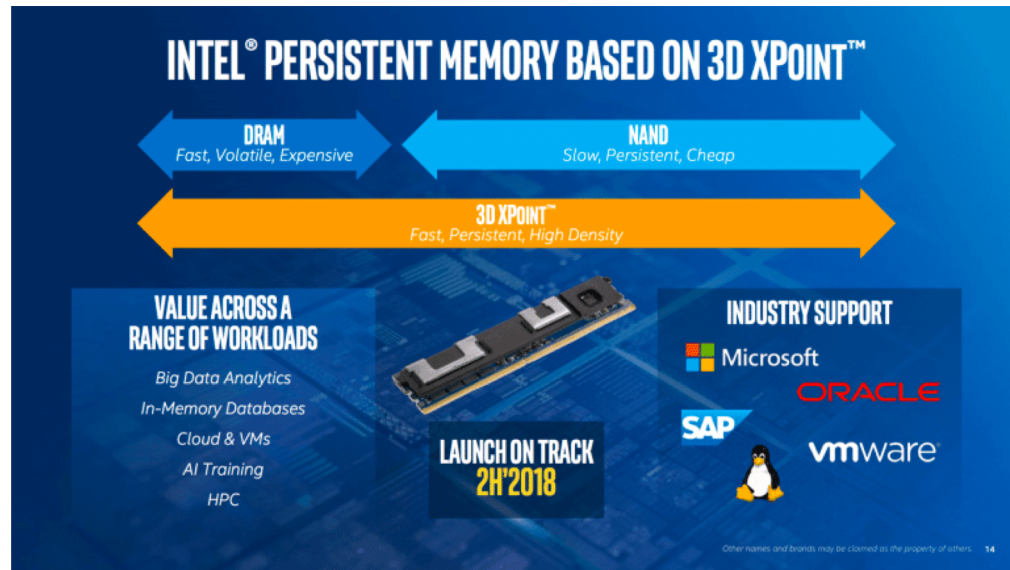 INTEL® PERSISTENT MEMORY BASED ON 3D XPOINT™
DRAM
Fast, Volatile, Expensive
NAND
Slow, Persistent, Cheap
3D XPOINT™
Fast, Persistent, High Density
VALUE ACROSS A
RANGE OF WORKLOADS
Big Data Analytics
In-Memory Databases
Cloud & VMs
AI Training
HPC
LAUNCH ON TRACK
2H'2018
INDUSTRY SUPPORT
Microsoft
ORACLE
SAP
vmware®
Other names and brands may be claimed as the property of others.
14